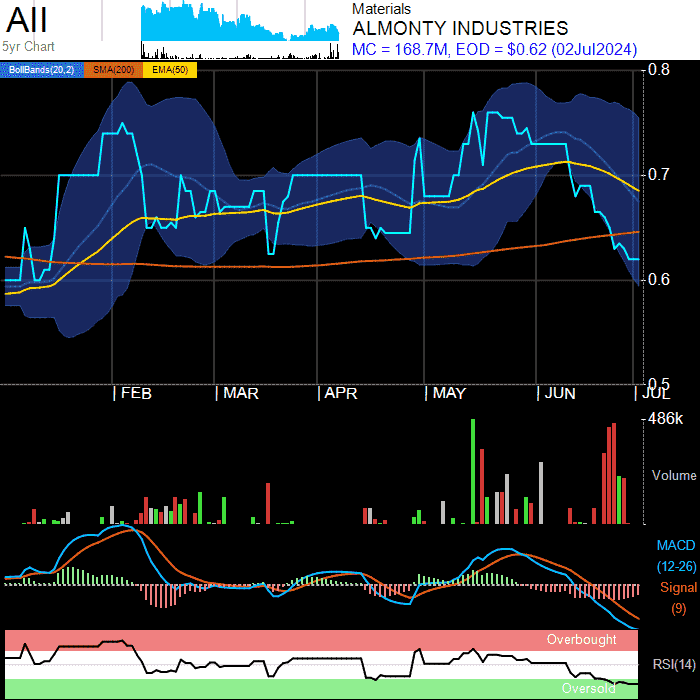 AII
5yr Chart
Materials
ALMONTY INDUSTRIES
MC = 168.7M, EOD = $0.62 (02Jul2024)
BollBands(20,2) SMA(200) EMA(50)
0.8
0.7
0.6
0.5
| FEB | MAR | APR | MAY | JUN | JUL
486k
Volume
MACD
(12-26)
Signal
(9)
Overbought
RSI(14)
Oversold